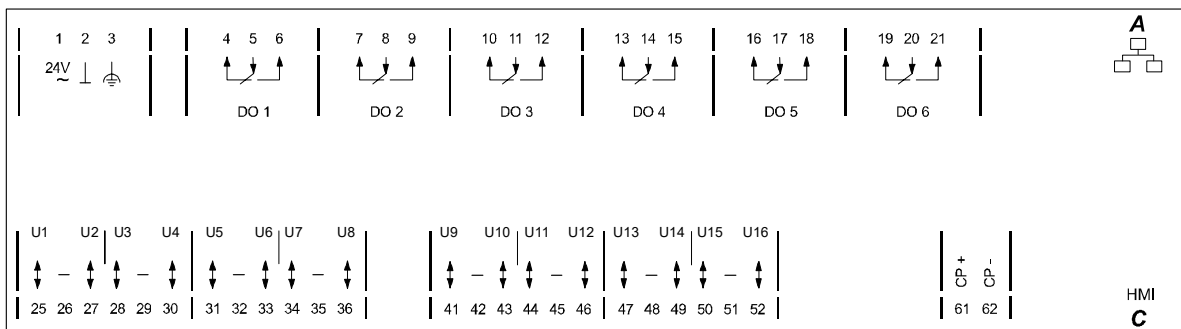 A
1 2 3 4 5 6 7 8 9 10 11 12 13 14 15 16 17 18 19 20 21
24V
~
DO 1 DO 2 DO 3 DO 4 DO 5 DO 6
U1 U2 U3 U4 U5 U6 U7 U8 U9 U10 U11 U12 U13 U14 U15 U16
CP + CP -
25 26 27 28 29 30 31 32 33 34 35 36 41 42 43 44 45 46 47 48 49 50 51 52 61 62
HMI
C